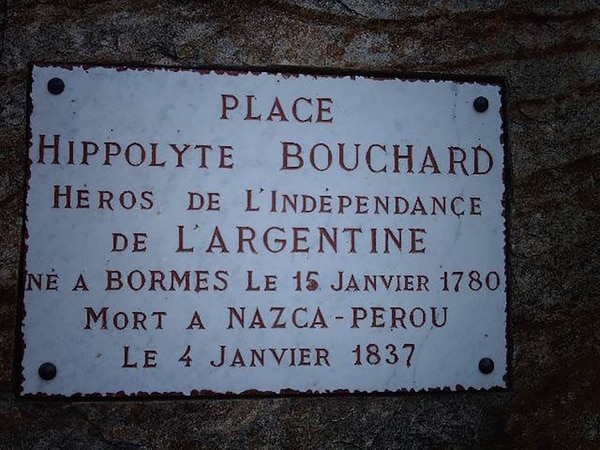 PLACE
HIPPOLYTE BOUCHARD
HÉROS DE L'INDÉPENDANCE
DE L'ARGENTINE
NÉ A BORMES LE 15 JANVIER 1780
MORT A NAZCA-PEROU
LE 4 JANVIER 1837